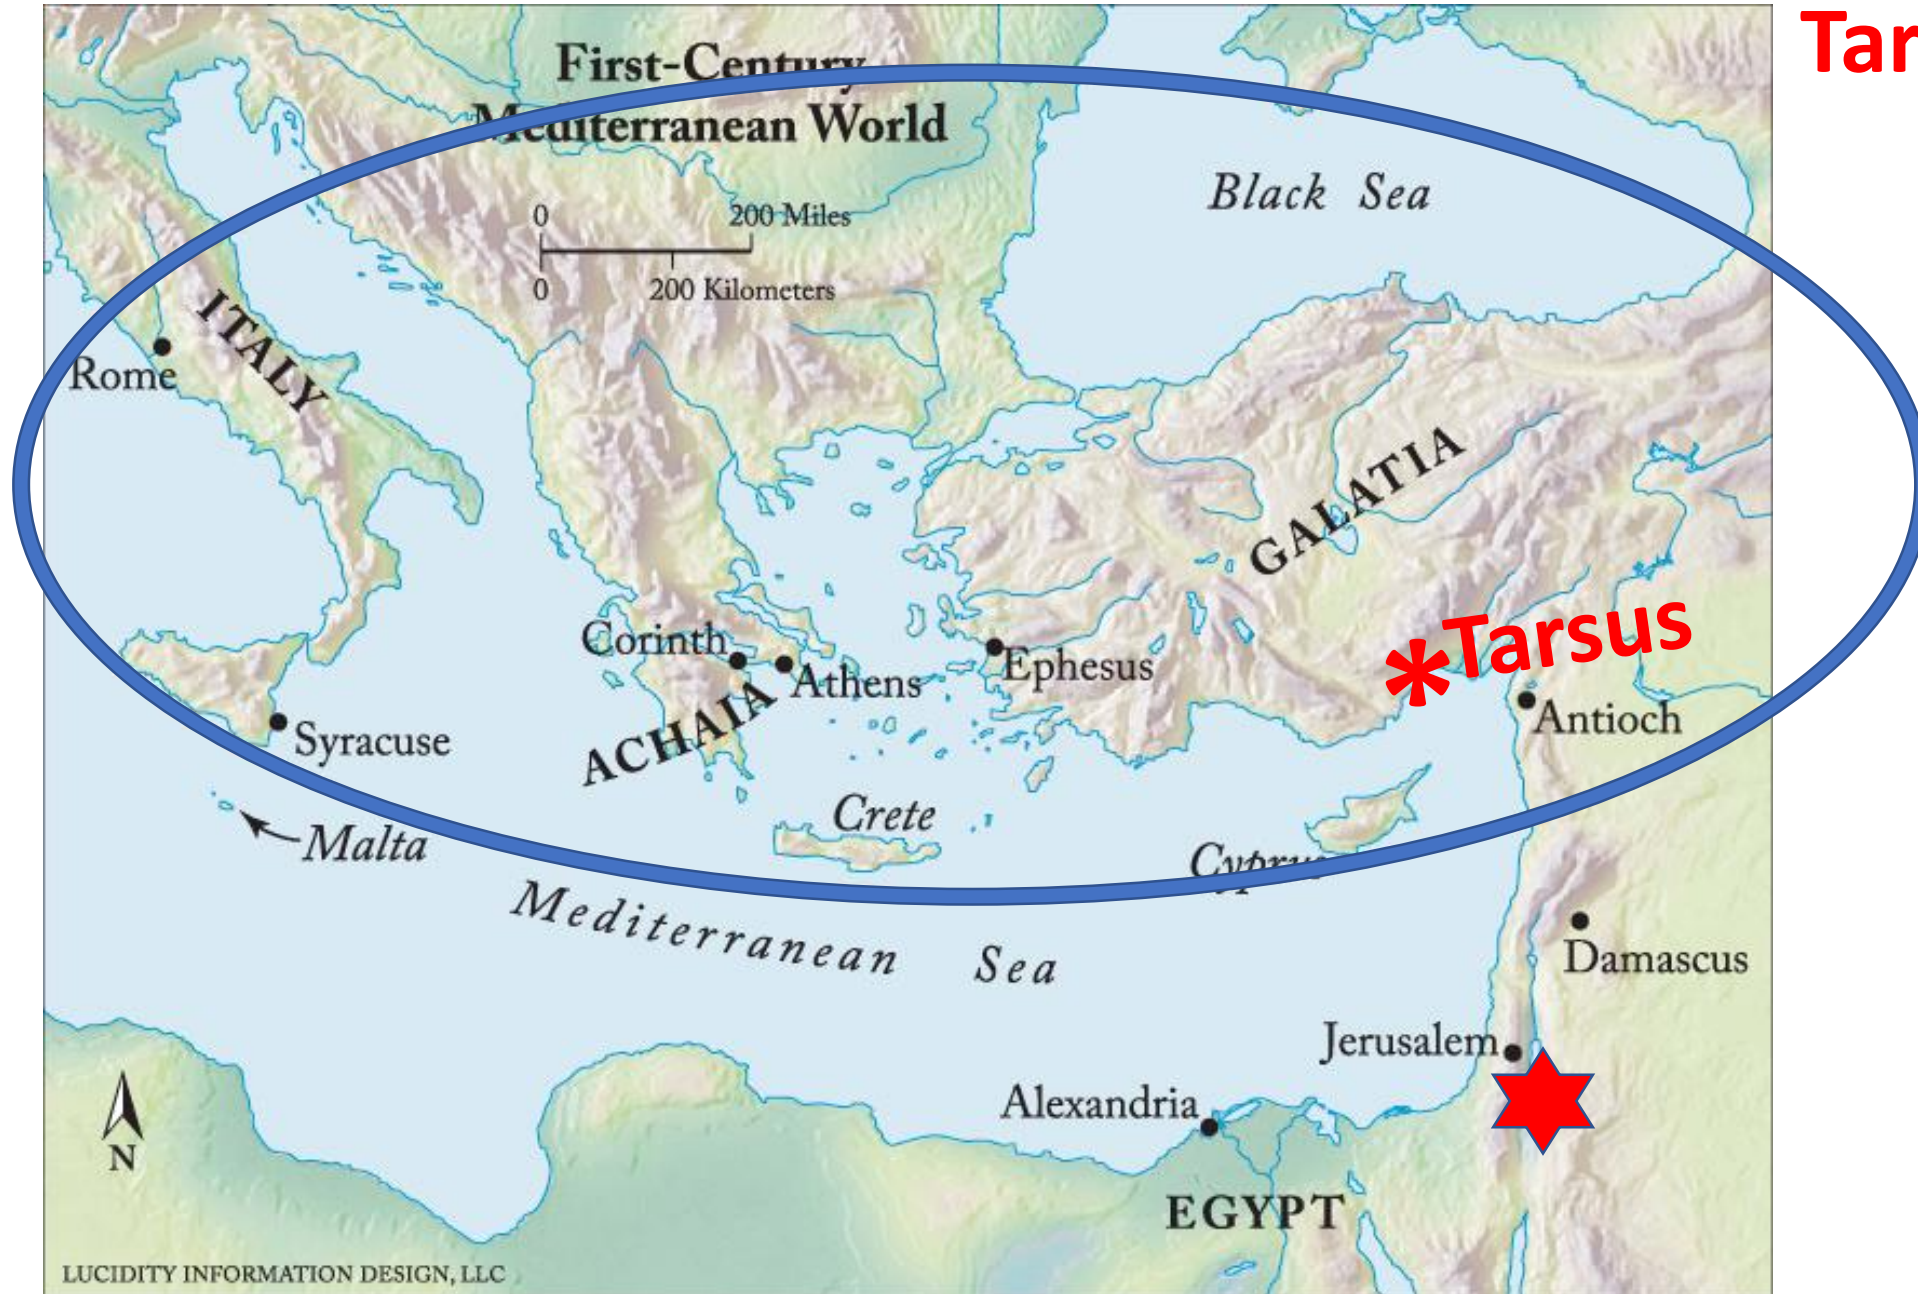 Tar
First-Century
Mediterranean World
Black Sea
0 200 Miles
0 200 Kilometers
ITALY
Rome
GALATIA
*Tarsus
Corinth
Athens
Ephesus
ACHAIA
Antioch
Syracuse
Crete
Malta
Cyprus
Mediterranean Sea
Damascus
Jerusalem
Alexandria
N
EGYPT
LUCIDITY INFORMATION DESIGN, LLC